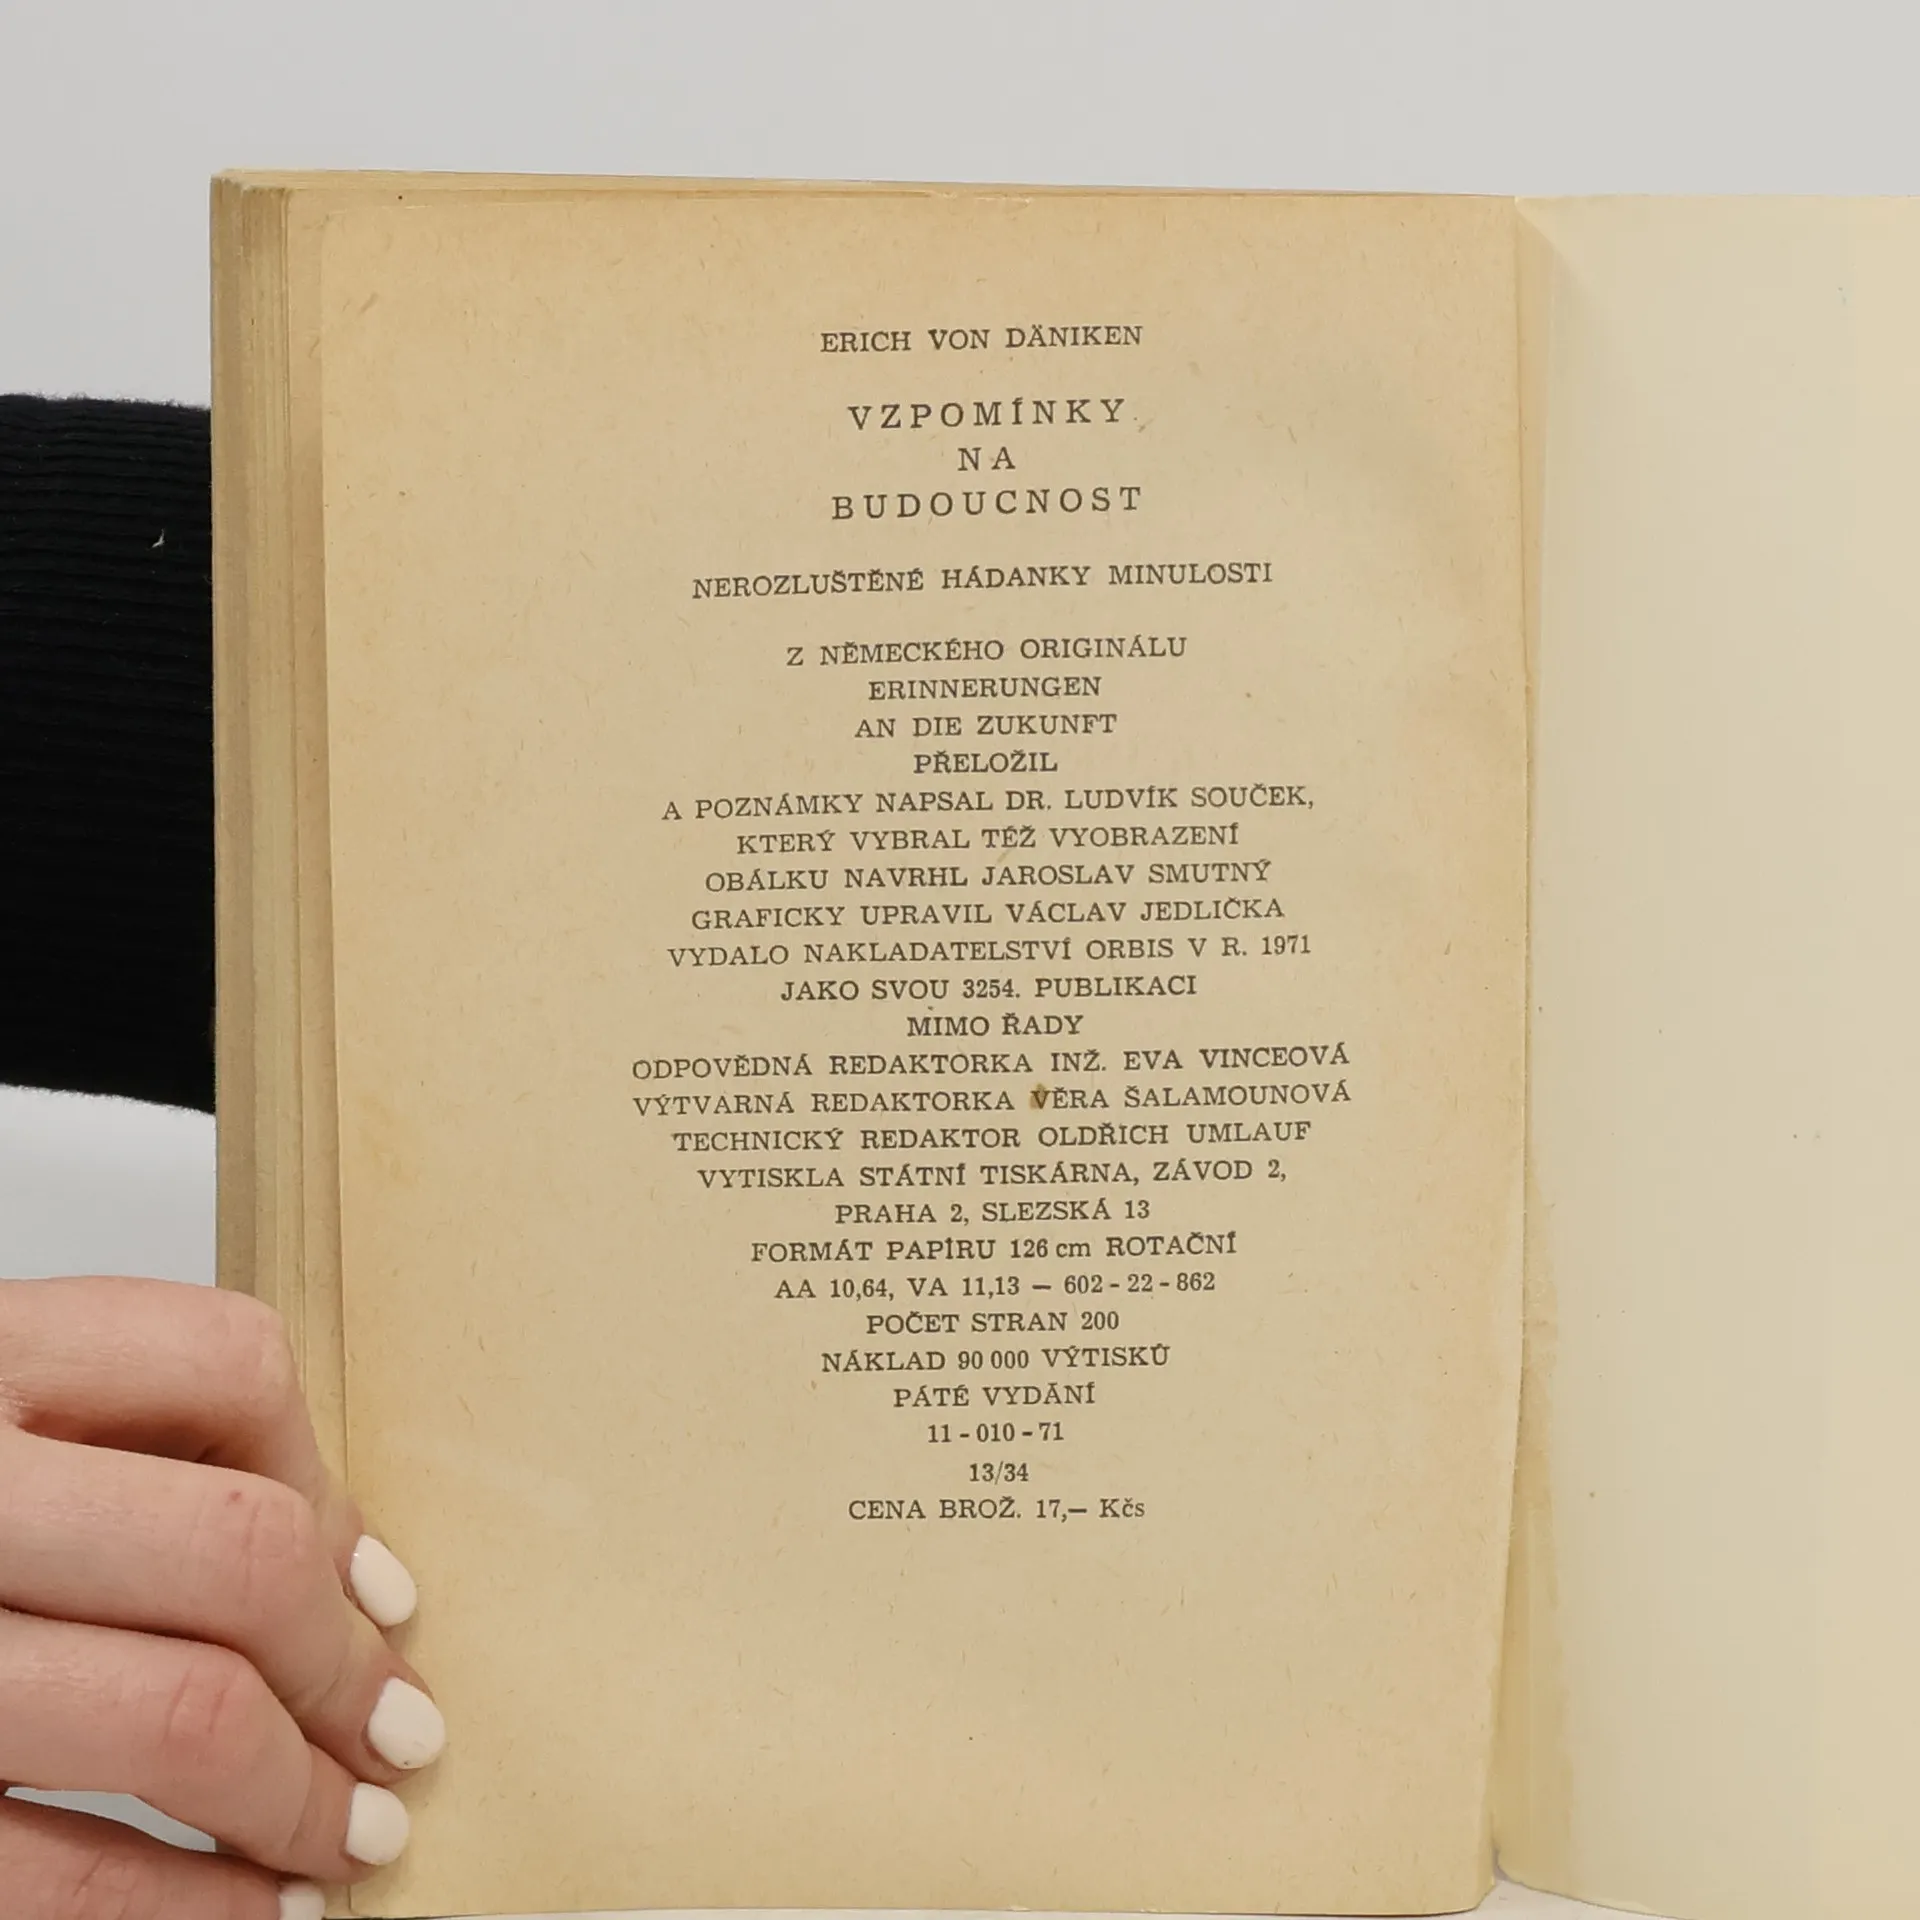 ERICH VON DÄNIKEN
VZPOMÍNKY
NA
BUDOUCNOST
NEROZLUŠTĚNÉ HÁDANKY MINULOSTI
Z NĚMECKÉHO ORIGINÁLU
ERINNERUNGEN
AN DIE ZUKUNFT
PŘELOŽIL
A POZNÁMKY NAPSAL DR. LUDVÍK SOUČEK,
KTERÝ VYBRAL TÉŽ VYOBRAZENÍ
OBÁLKU NAVRHL JAROSLAV SMUTNÝ
GRAFICKY UPRAVIL VÁCLAV JEDLIČKA
VYDALO NAKLADATELSTVÍ ORBIS V R. 1971
JAKO SVOU 3254. PUBLIKACI
MIMO ŘADY
ODPOVĚDNÁ REDAKTORKA INŽ. EVA VINCEOVÁ
VÝTVARNÁ REDAKTORKA VĚRA ŠALAMOUNOVÁ
TECHNICKÝ REDAKTOR OLDŘICH UMLAUF
VYTISKLA STÁTNÍ TISKÁRNA, ZÁVOD 2,
PRAHA 2, SLEZSKÁ 13
FORMÁT PAPÍRU 126 cm ROTAČNÍ
AA 10,64, VA 11,13 — 602 - 22 - 862
POČET STRAN 200
NÁKLAD 90 000 VÝTISKŮ
PÁTÉ VYDÁNÍ
11 - 010 - 71
13/34
CENA BROŽ. 17,— Kčs